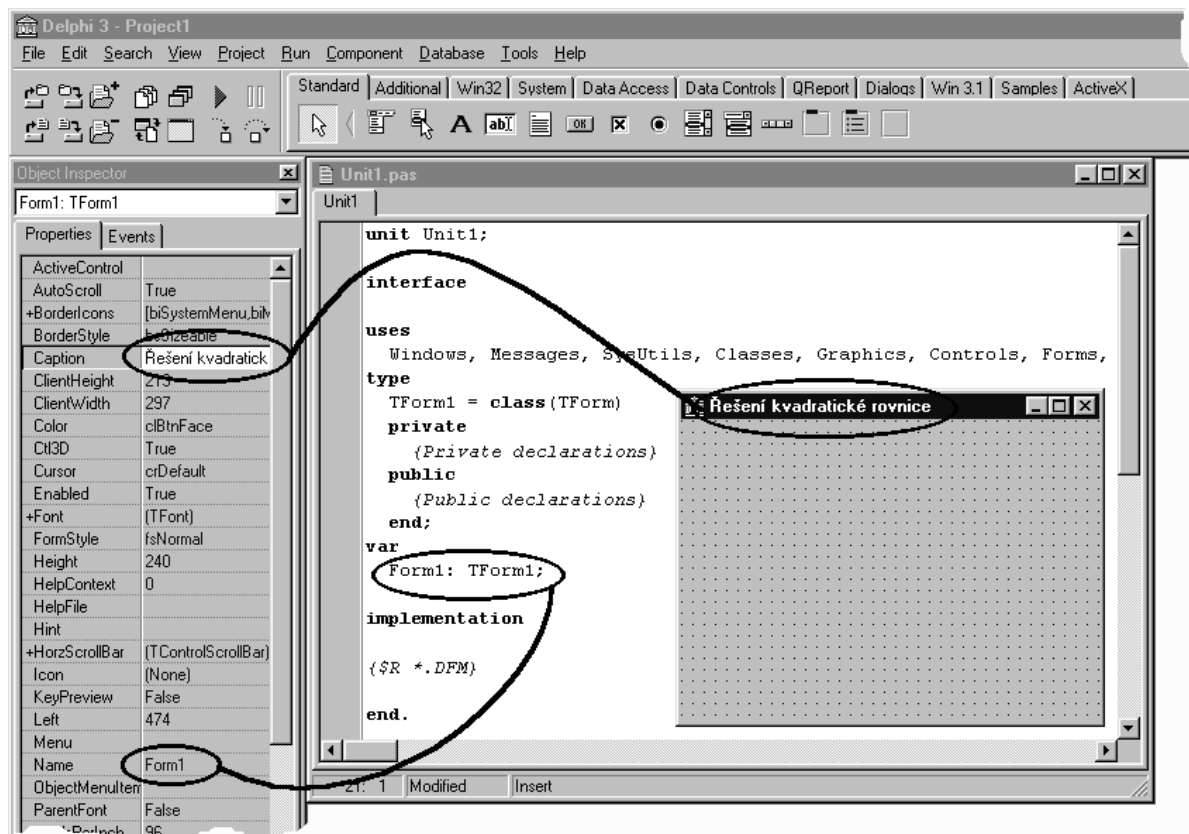 Delphi 3 - Project1
File Edit Search View Project Run Component Database Tools Help
Standard Additional Win32 System Data Access Data Controls QReport Dialogs Win 3.1 Samples ActiveX
A ab OK
Object Inspector
Form1: TForm1
Properties Events
ActiveControl
AutoScroll True
+BorderIcons [biSystemMenu,biM
BorderStyle bsSizeable
Caption Řešení kvadratick
ClientHeight 213
ClientWidth 297
Color clBtnFace
Ctl3D True
Cursor crDefault
Enabled True
+Font (TFont)
FormStyle fsNormal
Height 240
HelpContext 0
HelpFile
Hint
+HorzScrollBar (TControlScrollBar)
Icon (None)
KeyPreview False
Left 474
Menu
Name Form1
ObjectMenuItem
ParentFont False
96
Unit1.pas
Unit1
unit Unit1;
interface
uses
Windows, Messages, SysUtils, Classes, Graphics, Controls, Forms,
type
TForm1 = class(TForm)
private
{Private declarations}
public
{Public declarations}
end;
var
Form1: TForm1;
implementation
{$R *.DFM}
end.
21: 1 Modified Insert
Řešení kvadratické rovnice